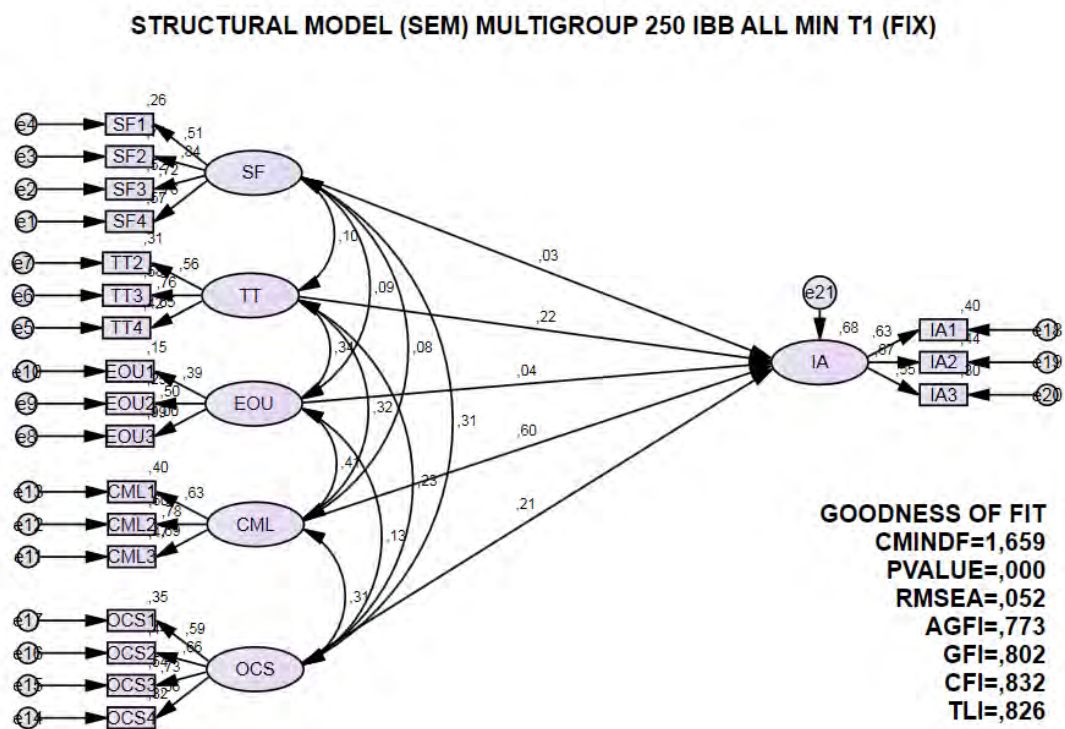 STRUCTURAL MODEL (SEM) MULTIGROUP 250 IBB ALL MIN T1 (FIX)
,26
e4
SF1
,51
e3
SF2
,84
SF
e2
SF3
,72
e1
SF4
,57
,10
,03
,31
e7
TT2
,56
e6
TT3
,76
TT
e5
TT4
,09
,22
e21
,08
,34
,15
e10
EOU1
,39
e9
EOU2
,50
EOU
e8
EOU3
,04
,32
,31
,68
IA
,63
,40
IA1
e18
,67
,44
IA2
e19
,55
,30
IA3
e20
,41
,60
,23
,40
e13
CML1
,63
e12
CML2
,78
CML
e11
CML3
,69
,13
,21
,31
,35
e17
OCS1
,59
e16
OCS2
,66
OCS
e15
OCS3
,73
e14
OCS4
,32
GOODNESS OF FIT
CMINDF=1,659
PVALUE=,000
RMSEA=,052
AGFI=,773
GFI=,802
CFI=,832
TLI=,826